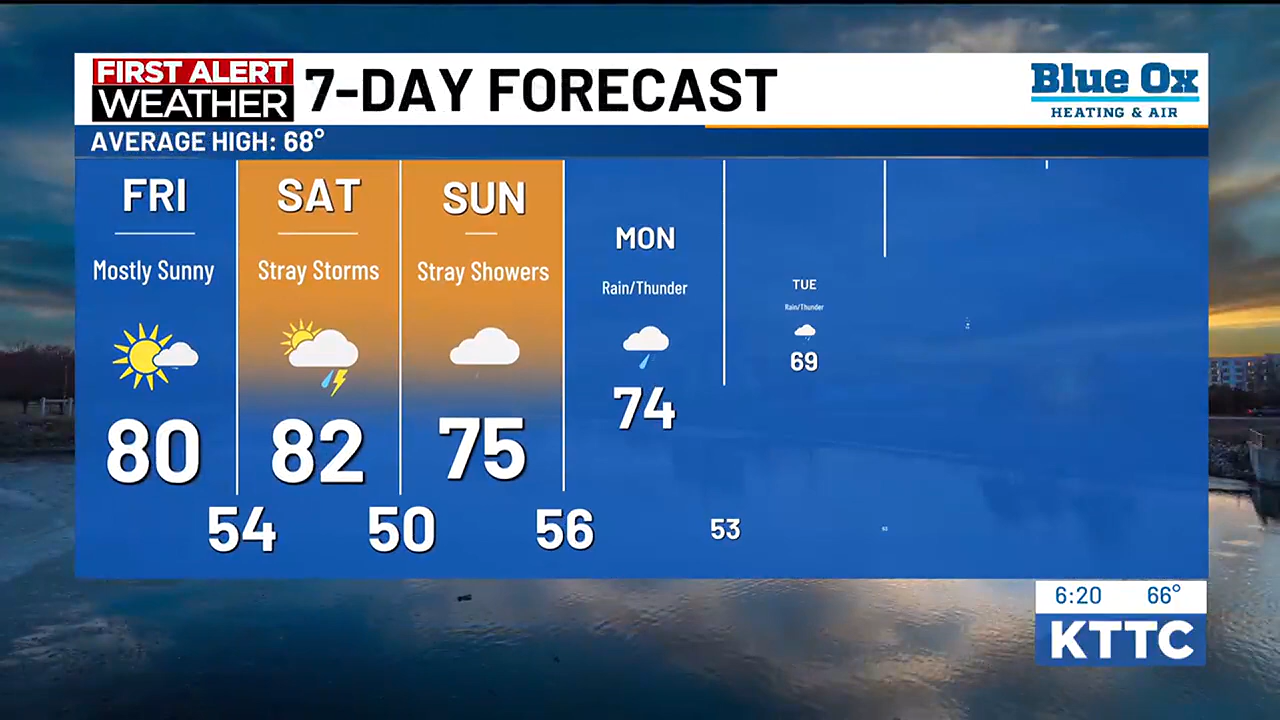 FIRST ALERT
WEATHER
7-DAY FORECAST
Blue Ox
HEATING & AIR
AVERAGE HIGH: 68°
FRI
SAT
SUN
MON
TUE
Mostly Sunny
Stray Storms
Stray Showers
Rain/Thunder
Rain/Thunder
80
82
75
74
69
54
50
56
53
6:20 66°
KTTC